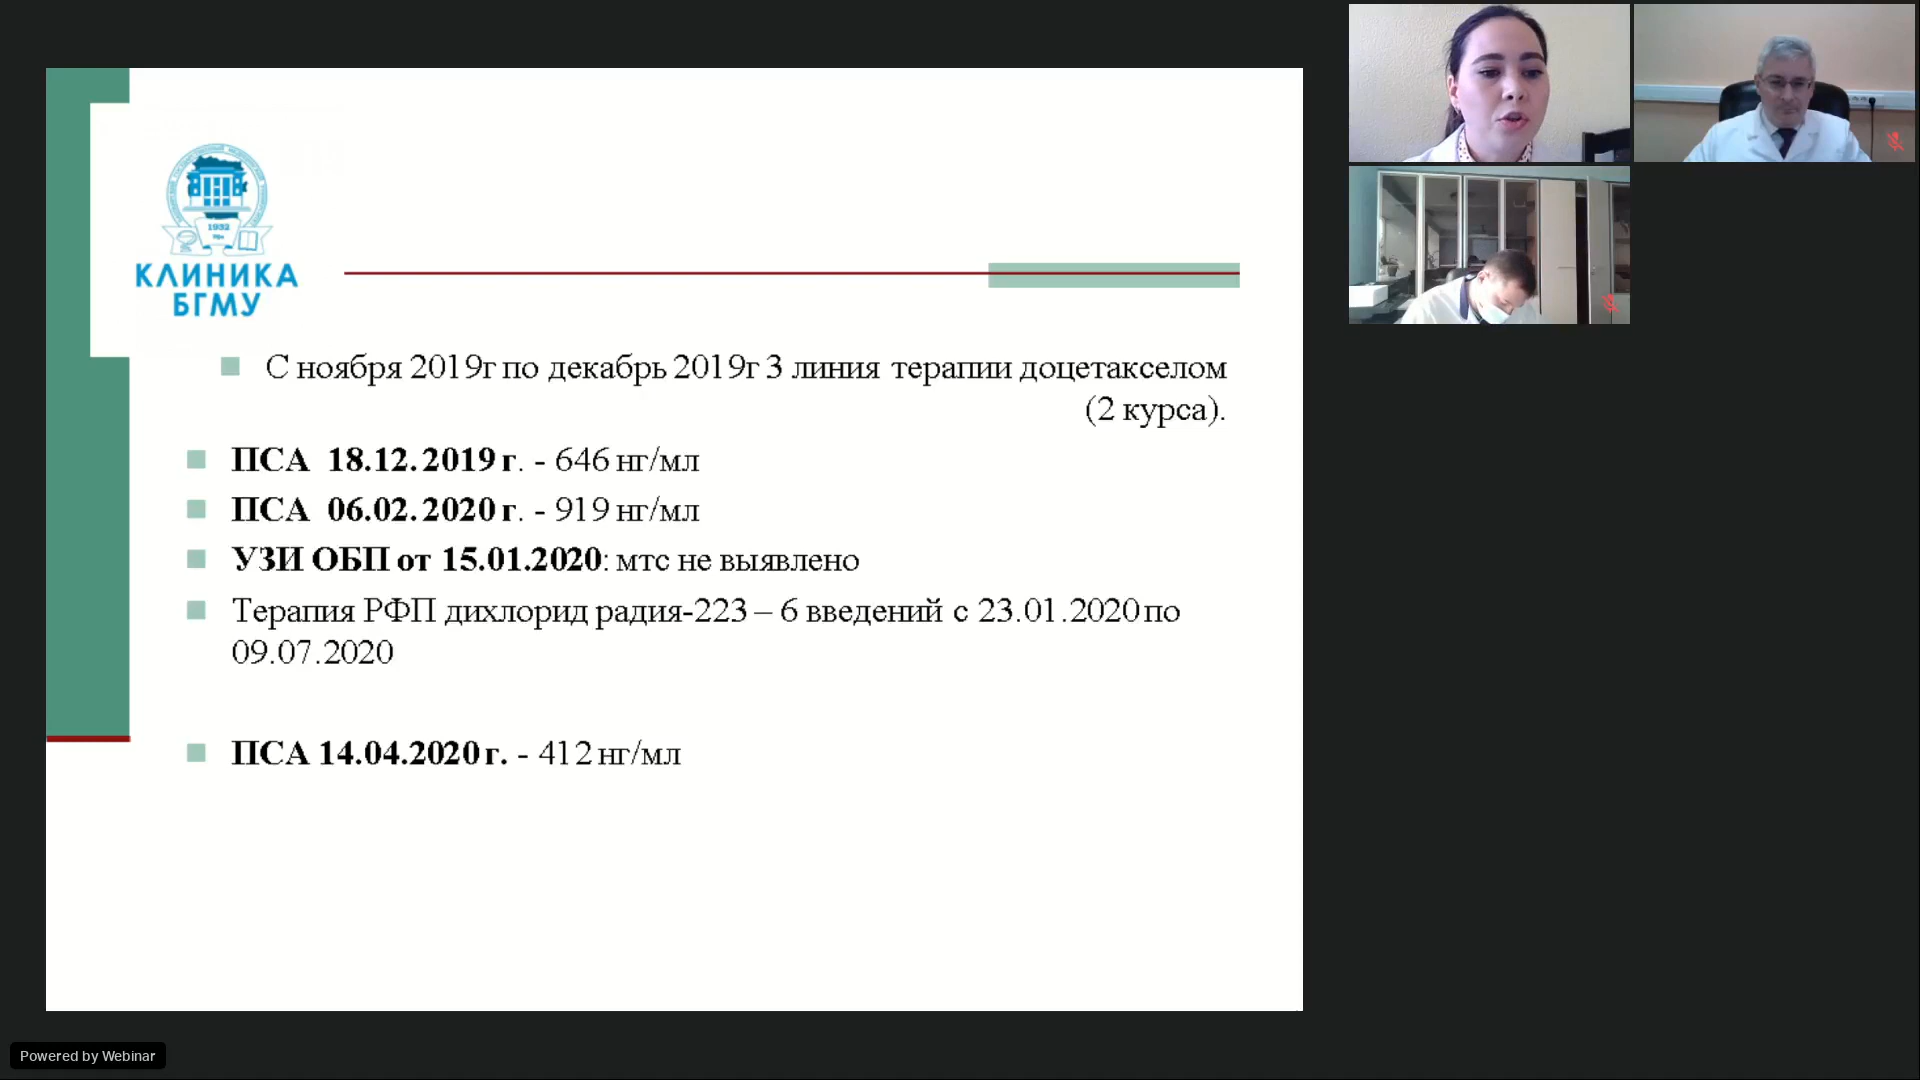 1932
КЛИНИКА
БГМУ
С ноября 2019г по декабрь 2019г 3 линия терапии доцетакселом
(2 курса).
ПСА 18.12.2019 г. - 646 нг/мл
ПСА 06.02.2020 г. - 919 нг/мл
УЗИ ОБП от 15.01.2020: мтс не выявлено
Терапия РФП дихлорид радия-223 – 6 введений с 23.01.2020 по
09.07.2020
ПСА 14.04.2020 г. - 412 нг/мл
Powered by Webinar